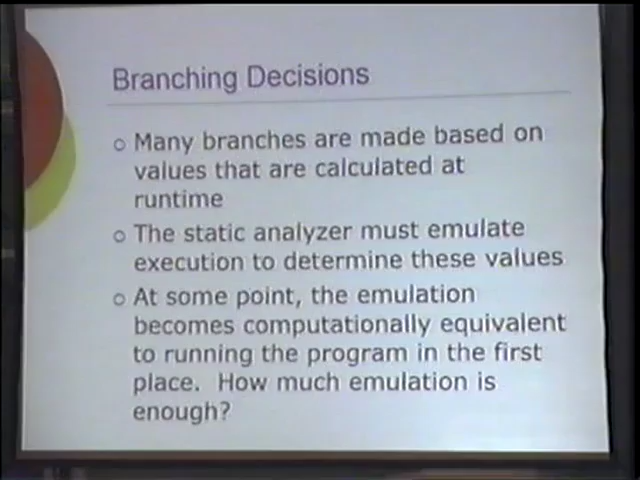 Branching Decisions
Many branches are made based on
values that are calculated at
runtime
The static analyzer must emulate
execution to determine these values
At some point, the emulation
becomes computationally equivalent
to running the program in the first
place. How much emulation is
enough?